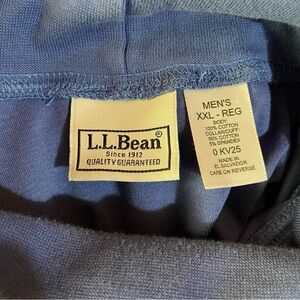 L.L.Bean®
Since 1912
QUALITY GUARANTEED
MEN'S
XXL - REG
BODY
100% COTTON
COLLAR/CUFF:
95% COTTON
5% SPANDEX
0 KV25
MADE IN
EL SALVADOR
CARE ON REVERSE